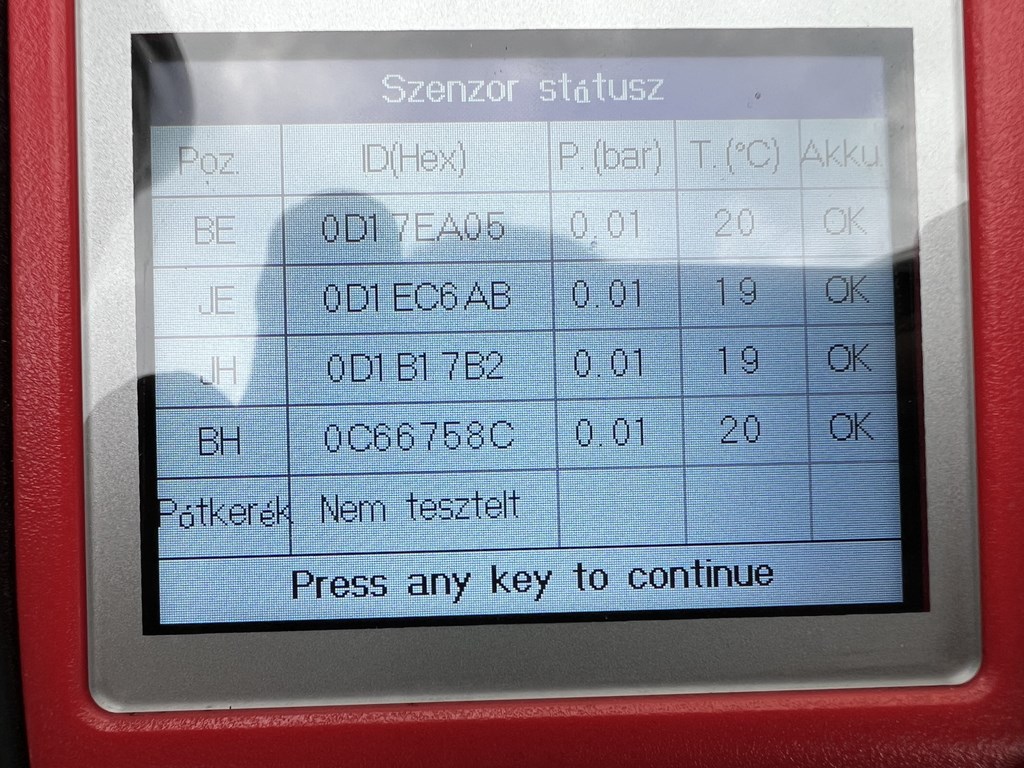 Szenzor státusz
Poz. ID(Hex) P.(bar) T.(°C) Akku.
BE 0D17EA05 0.01 20 OK
JE 0D1EC6AB 0.01 19 OK
JH 0D1B17B2 0.01 19 OK
BH 0C66758C 0.01 20 OK
Pótkerék Nem tesztelt
Press any key to continue